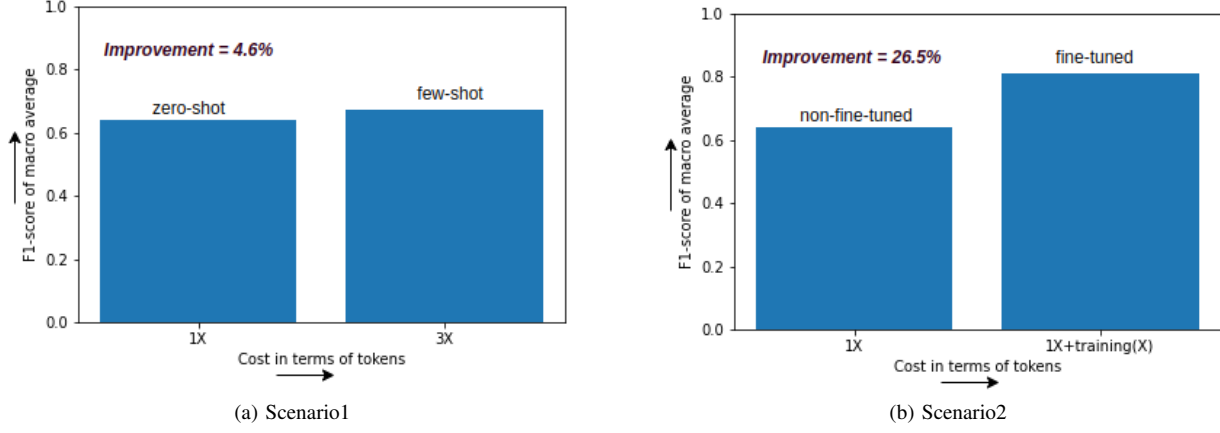 1.0
0.8
0.6
0.4
0.2
0.0
F1-score of macro average
Improvement = 4.6%
zero-shot
few-shot
1X
3X
Cost in terms of tokens
(a) Scenario1
1.0
0.8
0.6
0.4
0.2
0.0
F1-score of macro average
Improvement = 26.5%
non-fine-tuned
fine-tuned
1X
1X+training(X)
Cost in terms of tokens
(b) Scenario2